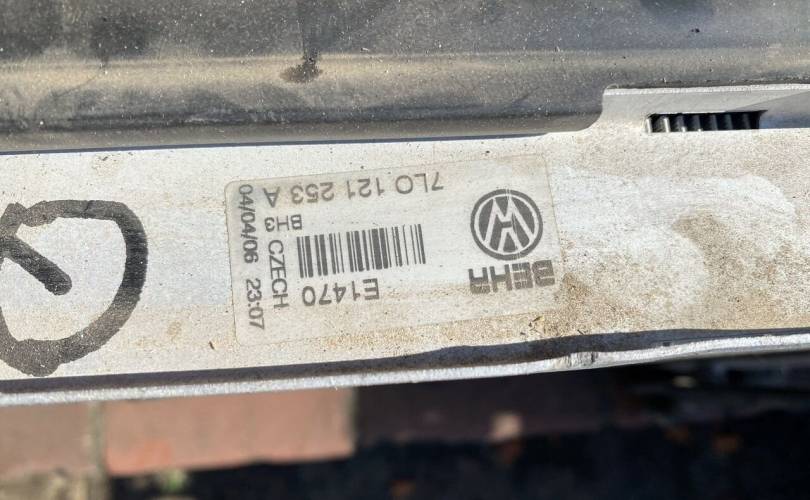 BEHR
E1470
7L0 121 253 A
BH3 CZECH
04/04/06 23:07